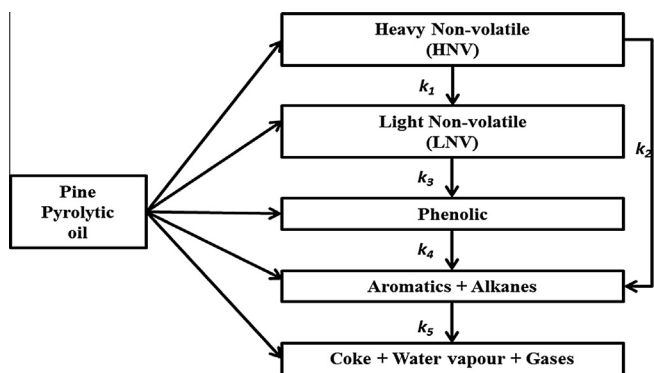 Heavy Non-volatile
(HNV)
k1
Light Non-volatile
(LNV)
k2
k3
Pine
Pyrolytic
oil
Phenolic
k4
Aromatics + Alkanes
k5
Coke + Water vapour + Gases